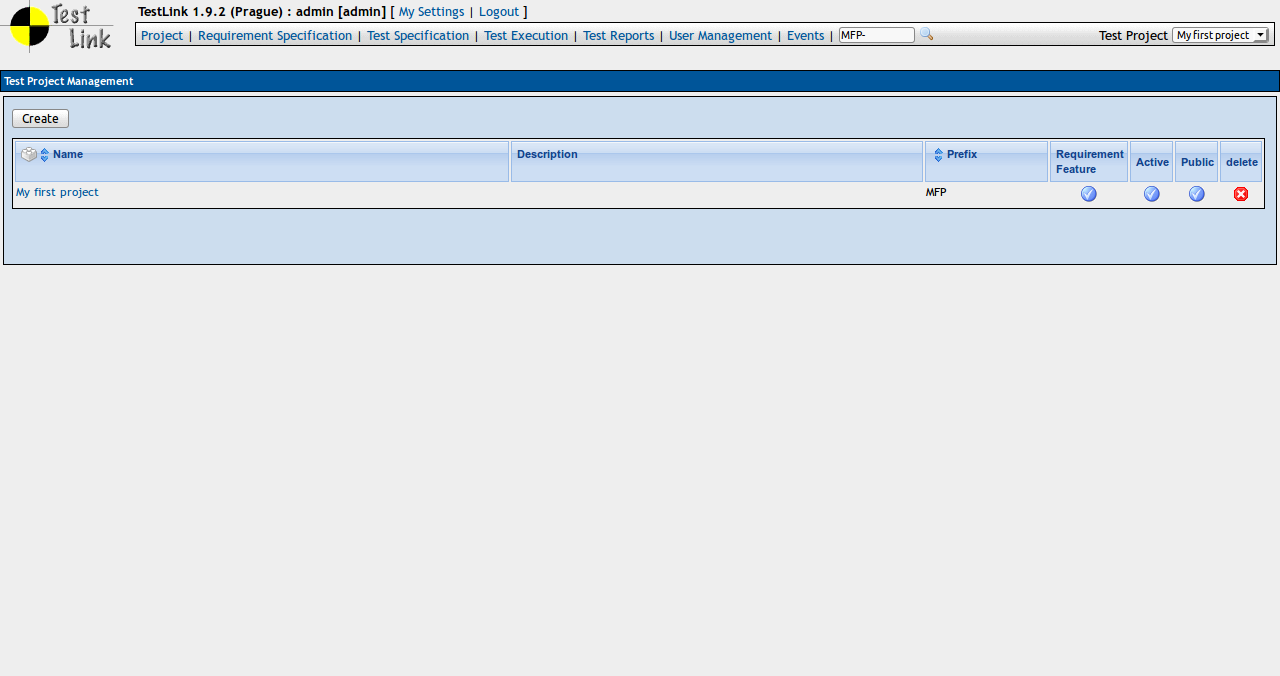 Test Link
TestLink 1.9.2 (Prague) : admin [admin] [ My Settings | Logout ]
Project | Requirement Specification | Test Specification | Test Execution | Test Reports | User Management | Events | MFP- Test Project My first project
Test Project Management
Create
Name Description Prefix Requirement Feature Active Public delete
My first project MFP